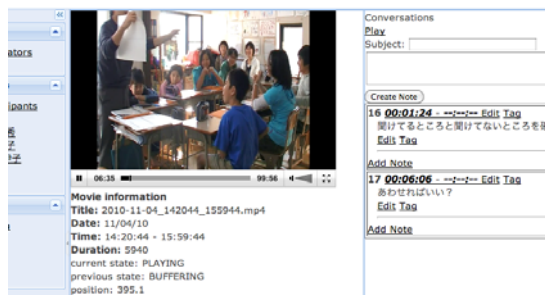 «
ators
ipants
06:35
99:56
Movie information
Title: 2010-11-04_142044_155944.mp4
Date: 11/04/10
Time: 14:20:44 - 15:59:44
Duration: 5940
current state: PLAYING
previous state: BUFFERING
position: 395.1
Conversations
Play
Subject:
Create Note
16 00:01:24 - --:--:-- Edit Tag
聞けてるところと聞けてないところを
Edit Tag
Add Note
17 00:06:06 - --:--:-- Edit Tag
あわせればいい？
Edit Tag
Add Note